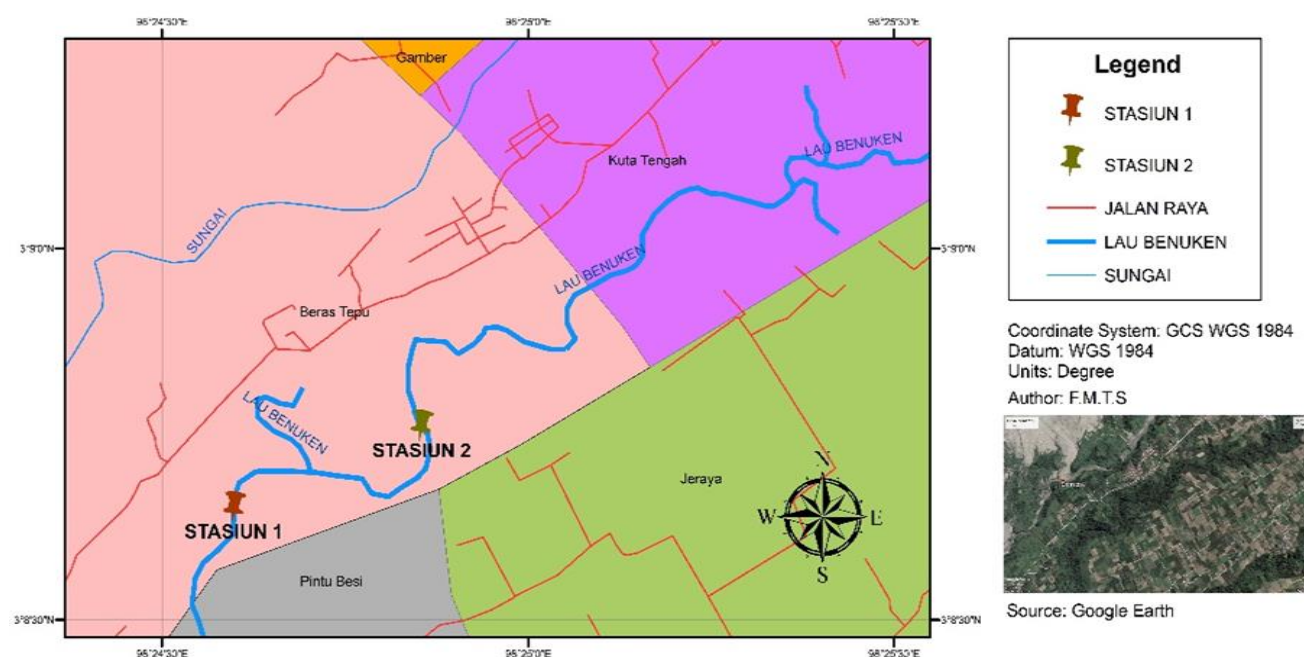 98°24'30"E
98°25'0"E
98°25'30"E
Gamber
Kuta Tengah
LAU BENUKEN
SUNGAI
3°9'0"N
3°9'0"N
LAU BENUKEN
Beras Tepu
LAU BENUKEN
STASIUN 2
STASIUN 1
Jeraya
Pintu Besi
N
W
E
S
3°8'30"N
3°8'30"N
98°24'30"E
98°25'0"E
98°25'30"E
Legend
STASIUN 1
STASIUN 2
JALAN RAYA
LAU BENUKEN
SUNGAI
Coordinate System: GCS WGS 1984
Datum: WGS 1984
Units: Degree
Author: F.M.T.S
Source: Google Earth